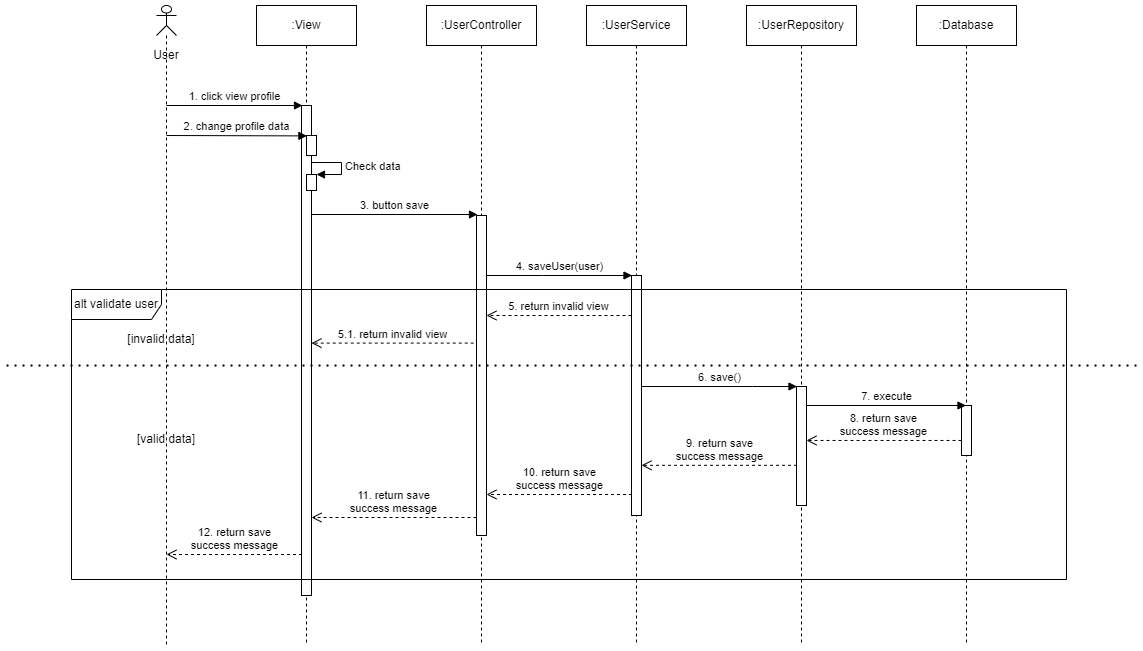 User
:View
:UserController
:UserService
:UserRepository
:Database
1. click view profile
2. change profile data
Check data
3. button save
4. saveUser(user)
alt validate user
5. return invalid view
[invalid data]
5.1. return invalid view
6. save()
7. execute
8. return save
success message
[valid data]
9. return save
success message
10. return save
success message
11. return save
success message
12. return save
success message